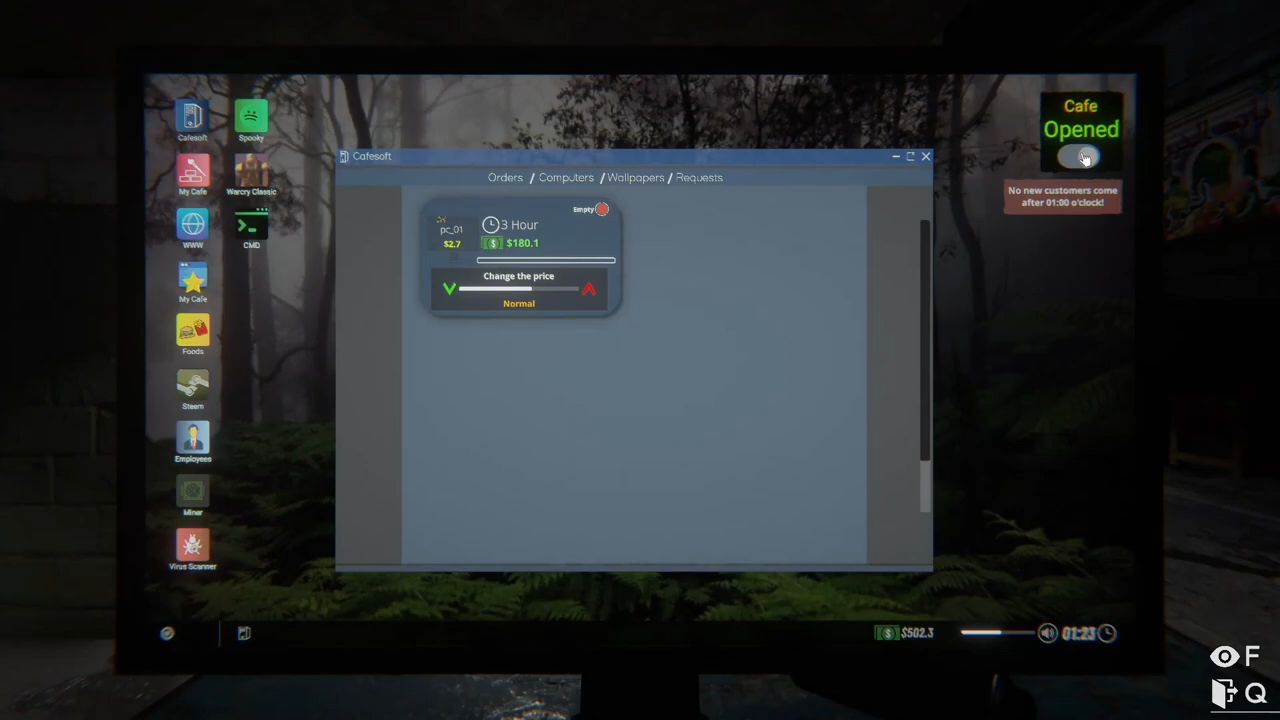 Cafesoft
Spooky
My Cafe
Warcry Classic
WWW
CMD
My Cafe
Foods
Steam
Employees
Miner
Virus Scanner
Cafesoft
Orders / Computers / Wallpapers / Requests
Empty
pc_01
3 Hour
$2.7
$180.1
Change the price
Normal
Cafe
Opened
No new customers come
after 01:00 o'clock!
$502.3
01:23
F
Q